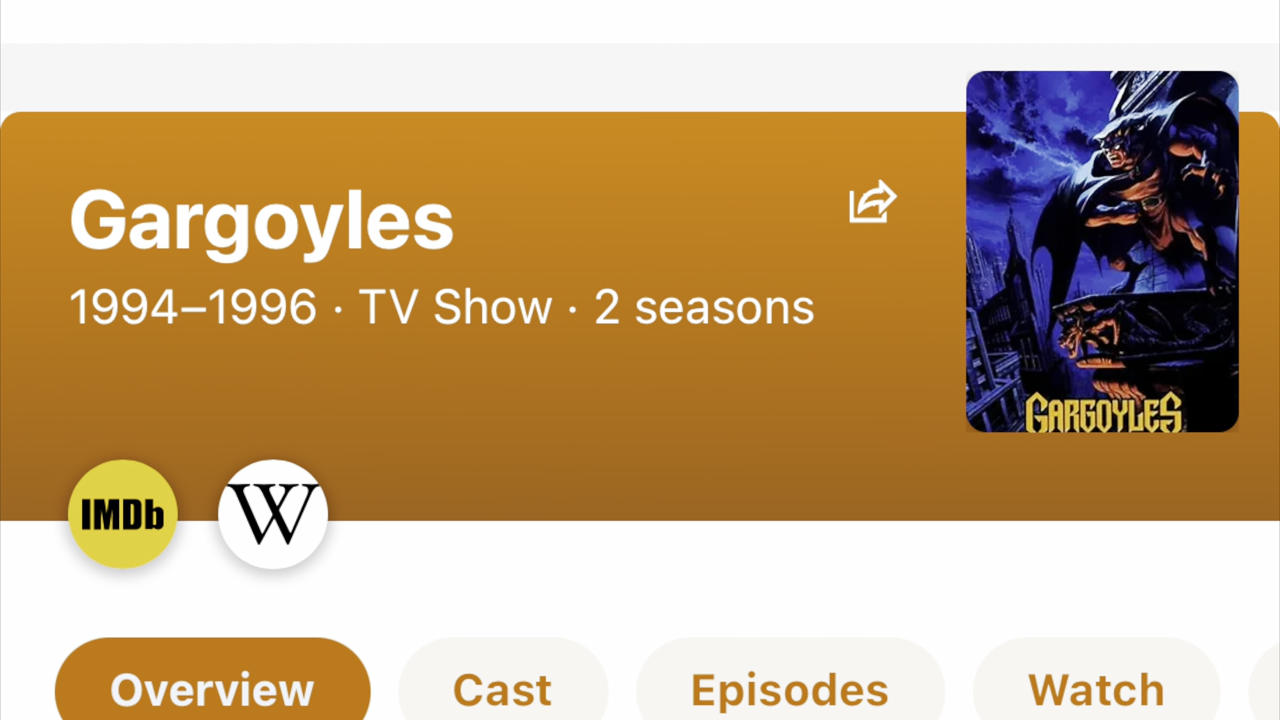 Gargoyles
1994–1996 · TV Show · 2 seasons
GARGOYLES
IMDb
W
Overview
Cast
Episodes
Watch